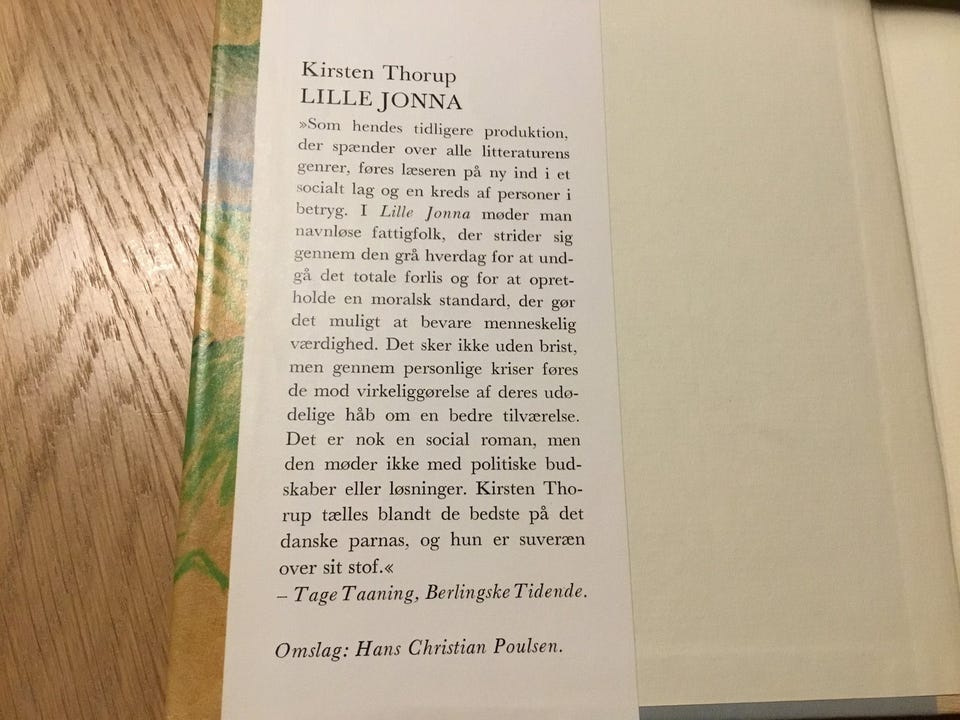 Kirsten Thorup
LILLE JONNA
»Som hendes tidligere produktion,
der spænder over alle litteraturens
genrer, føres læseren på ny ind i et
socialt lag og en kreds af personer i
betryg. I Lille Jonna møder man
navnløse fattigfolk, der strider sig
gennem den grå hverdag for at und-
gå det totale forlis og for at opret-
holde en moralsk standard, der gør
det muligt at bevare menneskelig
værdighed. Det sker ikke uden brist,
men gennem personlige kriser føres
de mod virkeliggørelse af deres udø-
delige håb om en bedre tilværelse.
Det er nok en social roman, men
den møder ikke med politiske bud-
skaber eller løsninger. Kirsten Tho-
rup tælles blandt de bedste på det
danske parnas, og hun er suveræn
over sit stof.«
– Tage Taaning, Berlingske Tidende.
Omslag: Hans Christian Poulsen.